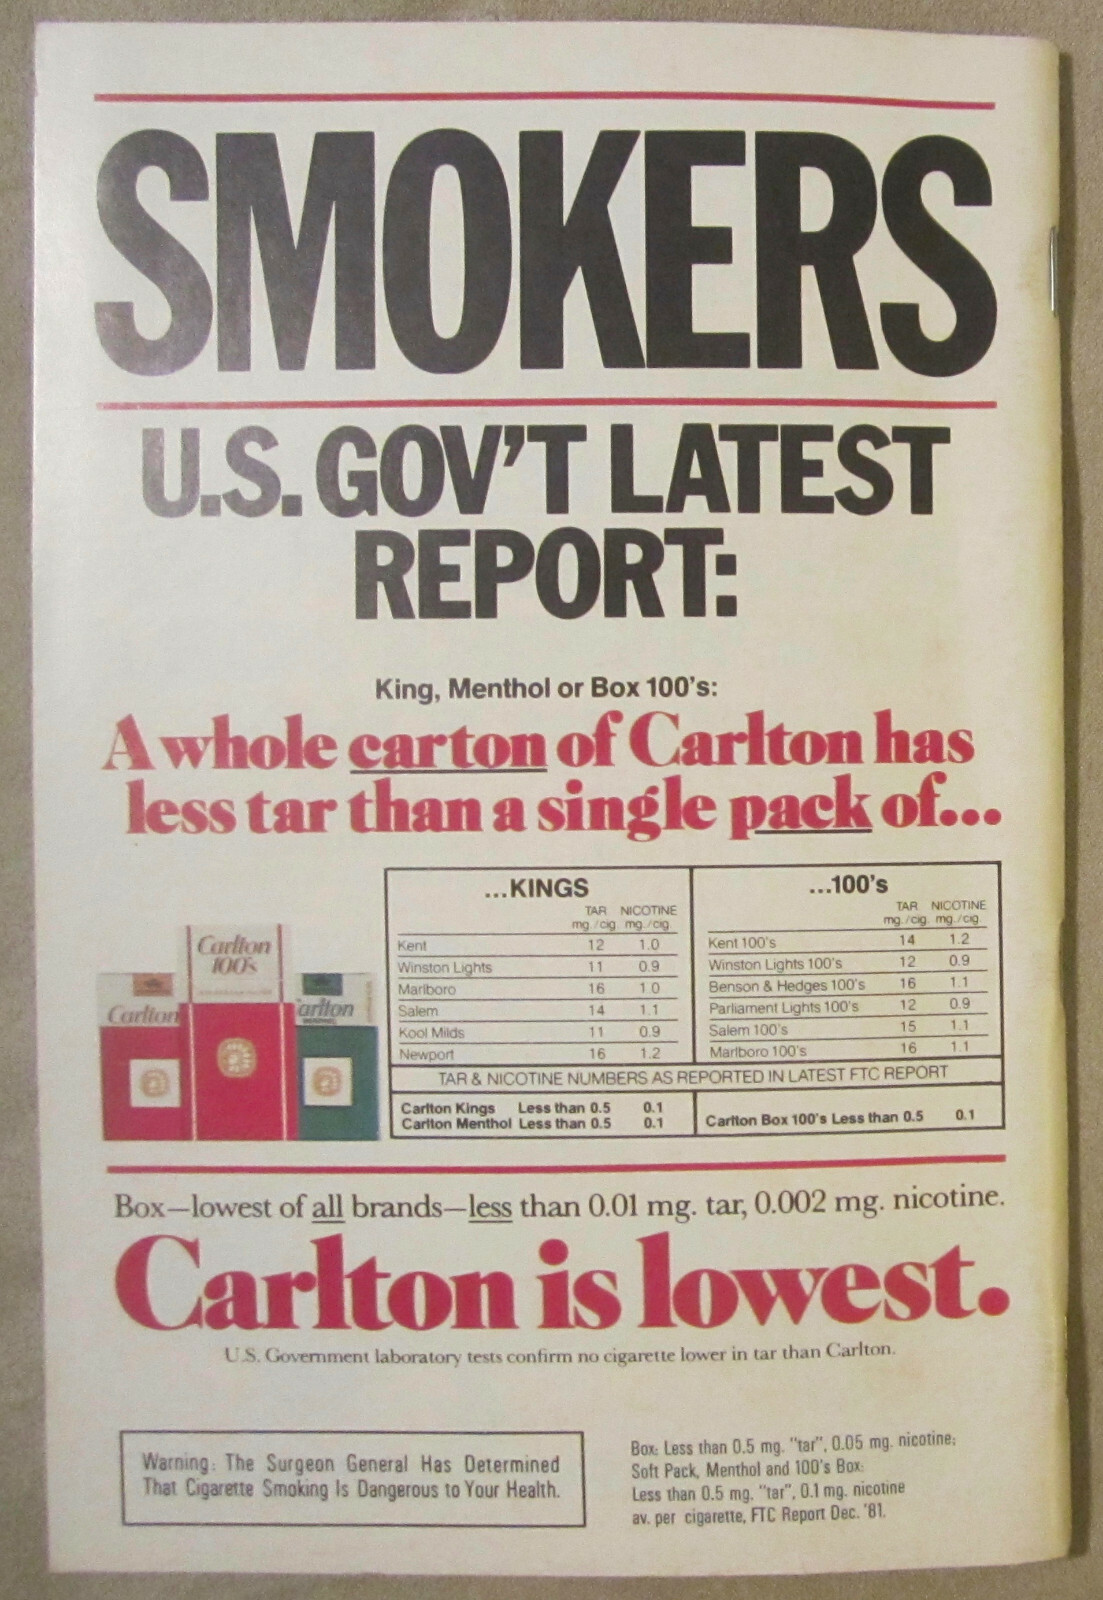 SMOKERS
U.S. GOV'T LATEST
REPORT:
King, Menthol or Box 100's:
A whole carton of Carlton has
less tar than a single pack of...
Carlton
Carlton
100's
arlton
MENTHOL
...KINGS
TAR NICOTINE
mg./cig. mg./cig.
Kent 12 1.0
Winston Lights 11 0.9
Marlboro 16 1.0
Salem 14 1.1
Kool Milds 11 0.9
Newport 16 1.2
...100's
TAR NICOTINE
mg./cig. mg./cig.
Kent 100's 14 1.2
Winston Lights 100's 12 0.9
Benson & Hedges 100's 16 1.1
Parliament Lights 100's 12 0.9
Salem 100's 15 1.1
Marlboro 100's 16 1.1
TAR & NICOTINE NUMBERS AS REPORTED IN LATEST FTC REPORT
Carlton Kings Less than 0.5 0.1
Carlton Menthol Less than 0.5 0.1
Carlton Box 100's Less than 0.5 0.1
Box—lowest of all brands—less than 0.01 mg. tar, 0.002 mg. nicotine.
Carlton is lowest.
U.S. Government laboratory tests confirm no cigarette lower in tar than Carlton.
Warning: The Surgeon General Has Determined
That Cigarette Smoking Is Dangerous to Your Health.
Box: Less than 0.5 mg. "tar", 0.05 mg. nicotine;
Soft Pack, Menthol and 100's Box:
Less than 0.5 mg. "tar", 0.1 mg. nicotine
av. per cigarette, FTC Report Dec. '81.